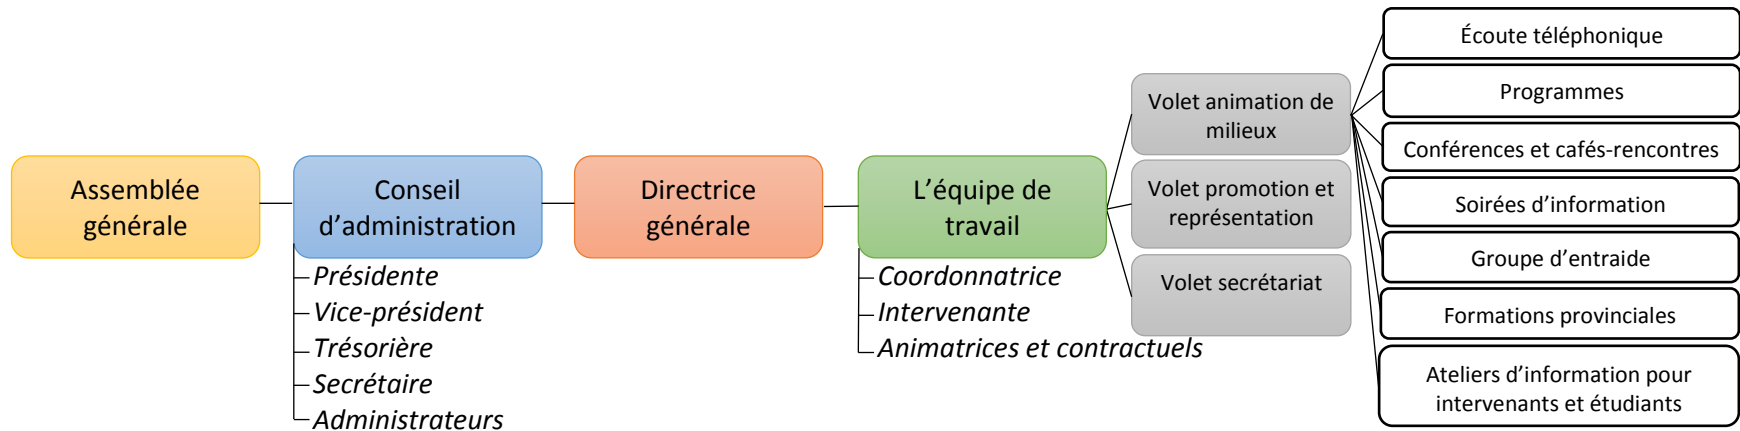 Assemblée
générale
Conseil
d’administration
Présidente
Vice-président
Trésorière
Secrétaire
Administrateurs
Directrice
générale
L’équipe de
travail
Coordonnatrice
Intervenante
Animatrices et contractuels
Volet animation de
milieux
Volet promotion et
représentation
Volet secrétariat
Écoute téléphonique
Programmes
Conférences et cafés-rencontres
Soirées d’information
Groupe d’entraide
Formations provinciales
Ateliers d’information pour
intervenants et étudiants